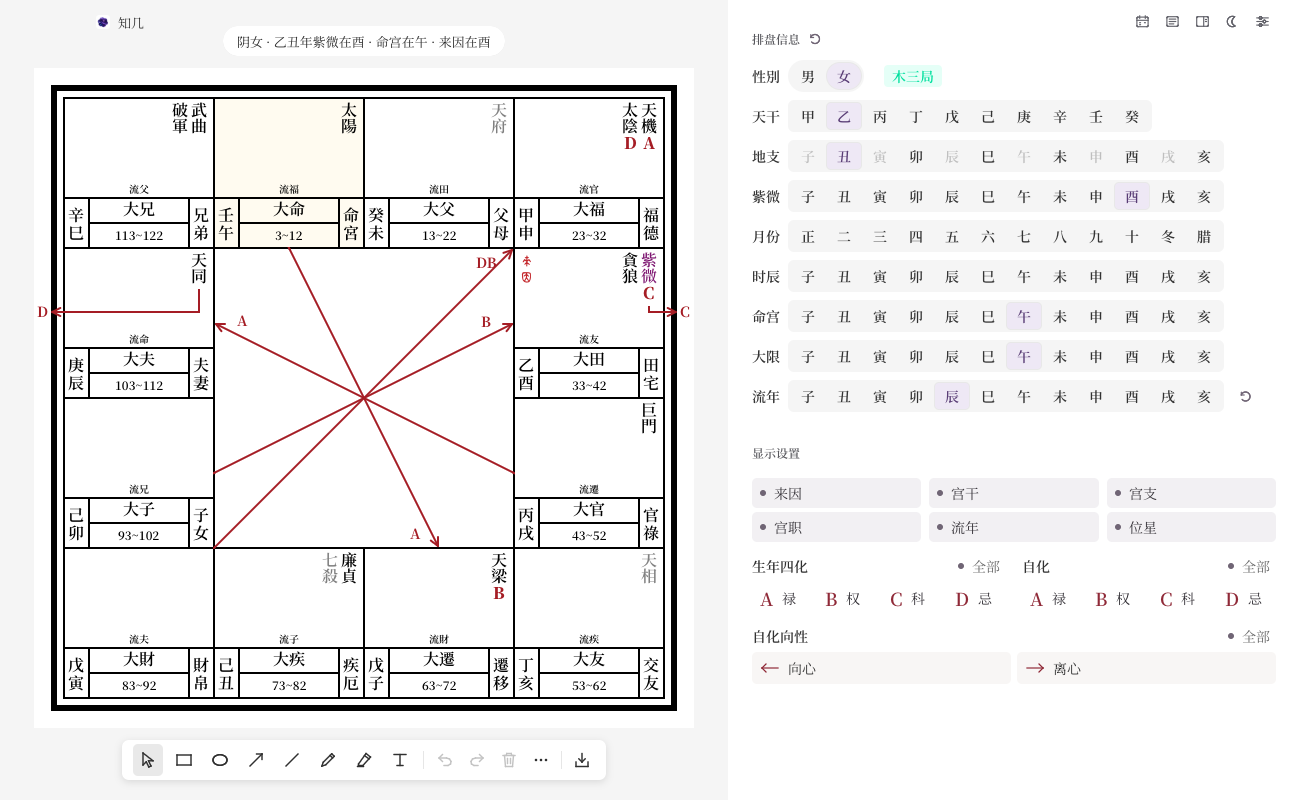 知几
阴女 · 乙丑年紫微在酉 · 命宫在午 · 来因在酉
破軍 武曲
流父
辛巳 大兄 113~122 兄弟
太陽
流福
壬午 大命 3~12 命宮
天府
流田
癸未 大父 13~22 父母
太陰 D 天機 A
流官
甲申 大福 23~32 福德
天同
D
流命
庚辰 大夫 103~112 夫妻
DB
A
B
A
貪狼 紫微 C
C
流友
乙酉 大田 33~42 田宅
流兄
己卯 大子 93~102 子女
巨門
流遷
丙戌 大官 43~52 官祿
流夫
戊寅 大財 83~92 財帛
七殺 廉貞
流子
己丑 大疾 73~82 疾厄
天梁 B
流財
戊子 大遷 63~72 遷移
天相
流疾
丁亥 大友 53~62 交友
排盘信息
性别 男 女 木三局
天干 甲 乙 丙 丁 戊 己 庚 辛 壬 癸
地支 子 丑 寅 卯 辰 巳 午 未 申 酉 戌 亥
紫微 子 丑 寅 卯 辰 巳 午 未 申 酉 戌 亥
月份 正 二 三 四 五 六 七 八 九 十 冬 腊
时辰 子 丑 寅 卯 辰 巳 午 未 申 酉 戌 亥
命宫 子 丑 寅 卯 辰 巳 午 未 申 酉 戌 亥
大限 子 丑 寅 卯 辰 巳 午 未 申 酉 戌 亥
流年 子 丑 寅 卯 辰 巳 午 未 申 酉 戌 亥
显示设置
来因 宫干 宫支
宫职 流年 位星
生年四化 全部 自化 全部
A 禄 B 权 C 科 D 忌 A 禄 B 权 C 科 D 忌
自化向性 全部
向心 离心